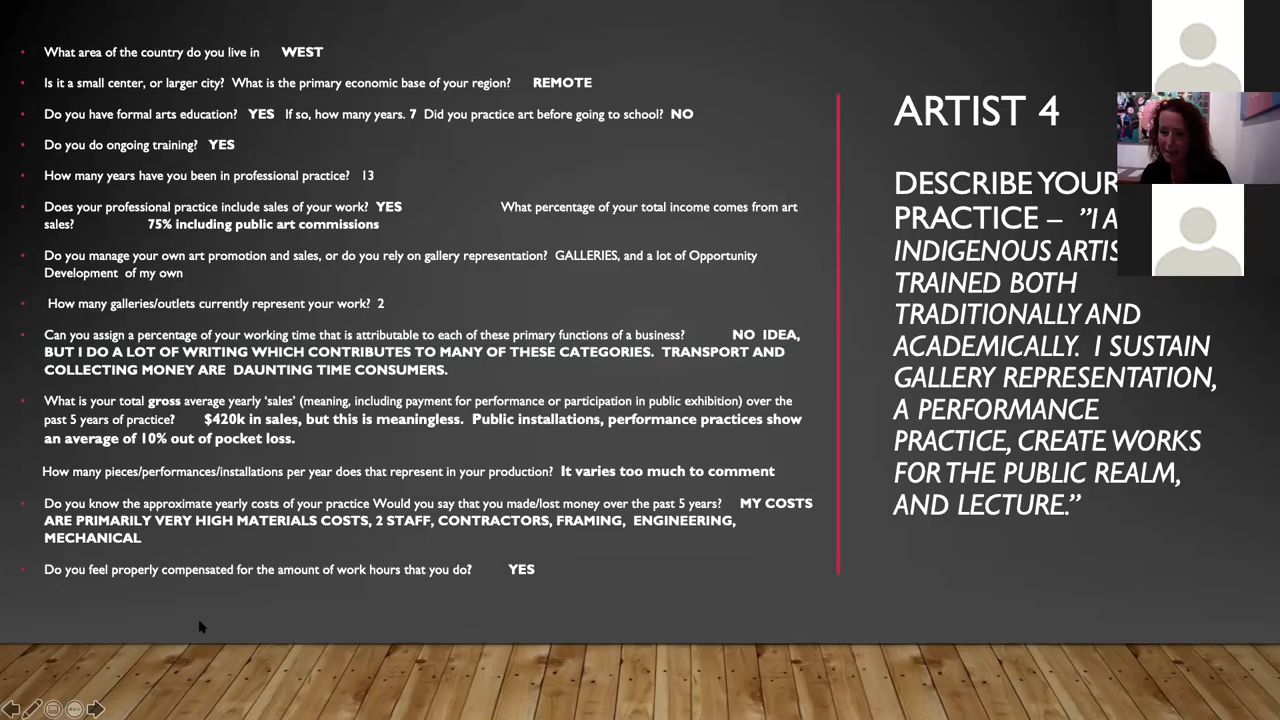 What area of the country do you live in WEST
Is it a small center, or larger city? What is the primary economic base of your region? REMOTE
Do you have formal arts education? YES If so, how many years. 7 Did you practice art before going to school? NO
Do you do ongoing training? YES
How many years have you been in professional practice? 13
Does your professional practice include sales of your work? YES What percentage of your total income comes from art
sales? 75% including public art commissions
Do you manage your own art promotion and sales, or do you rely on gallery representation? GALLERIES, and a lot of Opportunity
Development of my own
How many galleries/outlets currently represent your work? 2
Can you assign a percentage of your working time that is attributable to each of these primary functions of a business? NO IDEA,
BUT I DO A LOT OF WRITING WHICH CONTRIBUTES TO MANY OF THESE CATEGORIES. TRANSPORT AND
COLLECTING MONEY ARE DAUNTING TIME CONSUMERS.
What is your total gross average yearly 'sales' (meaning, including payment for performance or participation in public exhibition) over the
past 5 years of practice? $420k in sales, but this is meaningless. Public installations, performance practices show
an average of 10% out of pocket loss.
How many pieces/performances/installations per year does that represent in your production? It varies too much to comment
Do you know the approximate yearly costs of your practice Would you say that you made/lost money over the past 5 years? MY COSTS
ARE PRIMARILY VERY HIGH MATERIALS COSTS, 2 STAFF, CONTRACTORS, FRAMING, ENGINEERING,
MECHANICAL
Do you feel properly compensated for the amount of work hours that you do? YES
ARTIST 4
DESCRIBE YOUR
PRACTICE – "I A
INDIGENOUS ARTIS
TRAINED BOTH
TRADITIONALLY AND
ACADEMICALLY. I SUSTAIN
GALLERY REPRESENTATION,
A PERFORMANCE
PRACTICE, CREATE WORKS
FOR THE PUBLIC REALM,
AND LECTURE."